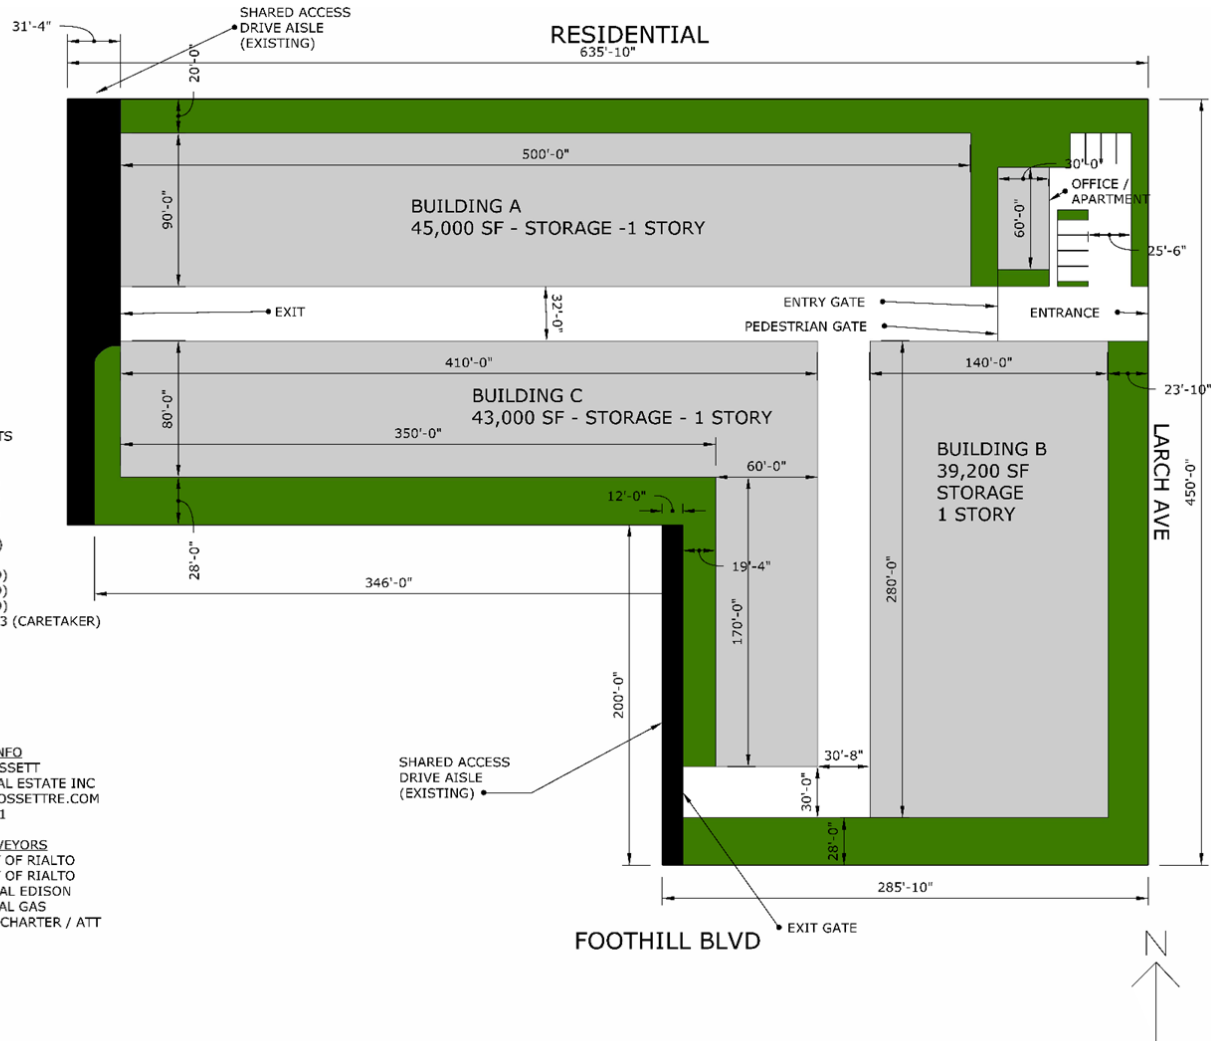 31'-4"
SHARED ACCESS
DRIVE AISLE
(EXISTING)
RESIDENTIAL
635'-10"
20'-0"
500'-0"
30'-0"
OFFICE /
APARTMENT
90'-0"
BUILDING A
45,000 SF - STORAGE -1 STORY
60'-0"
25'-6"
EXIT
32'-0"
ENTRY GATE
PEDESTRIAN GATE
ENTRANCE
410'-0"
140'-0"
23'-10"
80'-0"
BUILDING C
43,000 SF - STORAGE - 1 STORY
350'-0"
60'-0"
BUILDING B
39,200 SF
STORAGE
1 STORY
LARCH AVE
450'-0"
TS
12'-0"
28'-0"
19'-4"
346'-0"
280'-0"
170'-0"
)
)
)
)
3 (CARETAKER)
200'-0"
NFO
SSETT
AL ESTATE INC
OSSETTRE.COM
1
SHARED ACCESS
DRIVE AISLE
(EXISTING)
30'-8"
30'-0"
28'-0"
VEYORS
Y OF RIALTO
Y OF RIALTO
AL EDISON
AL GAS
CHARTER / ATT
285'-10"
EXIT GATE
FOOTHILL BLVD
N